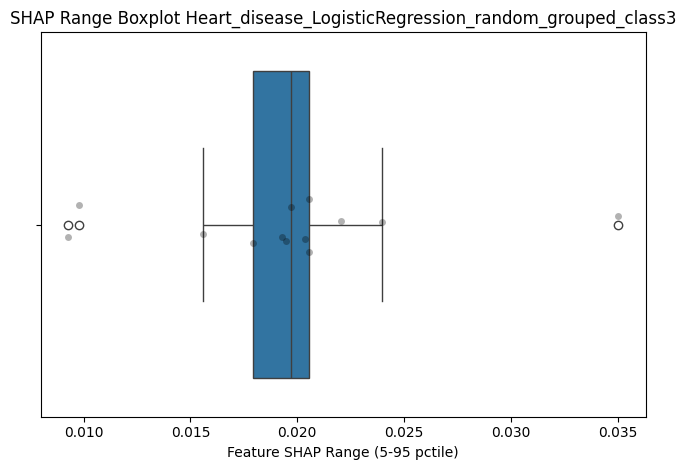 SHAP Range Boxplot Heart_disease_LogisticRegression_random_grouped_class3
0.010 0.015 0.020 0.025 0.030 0.035
Feature SHAP Range (5-95 pctile)